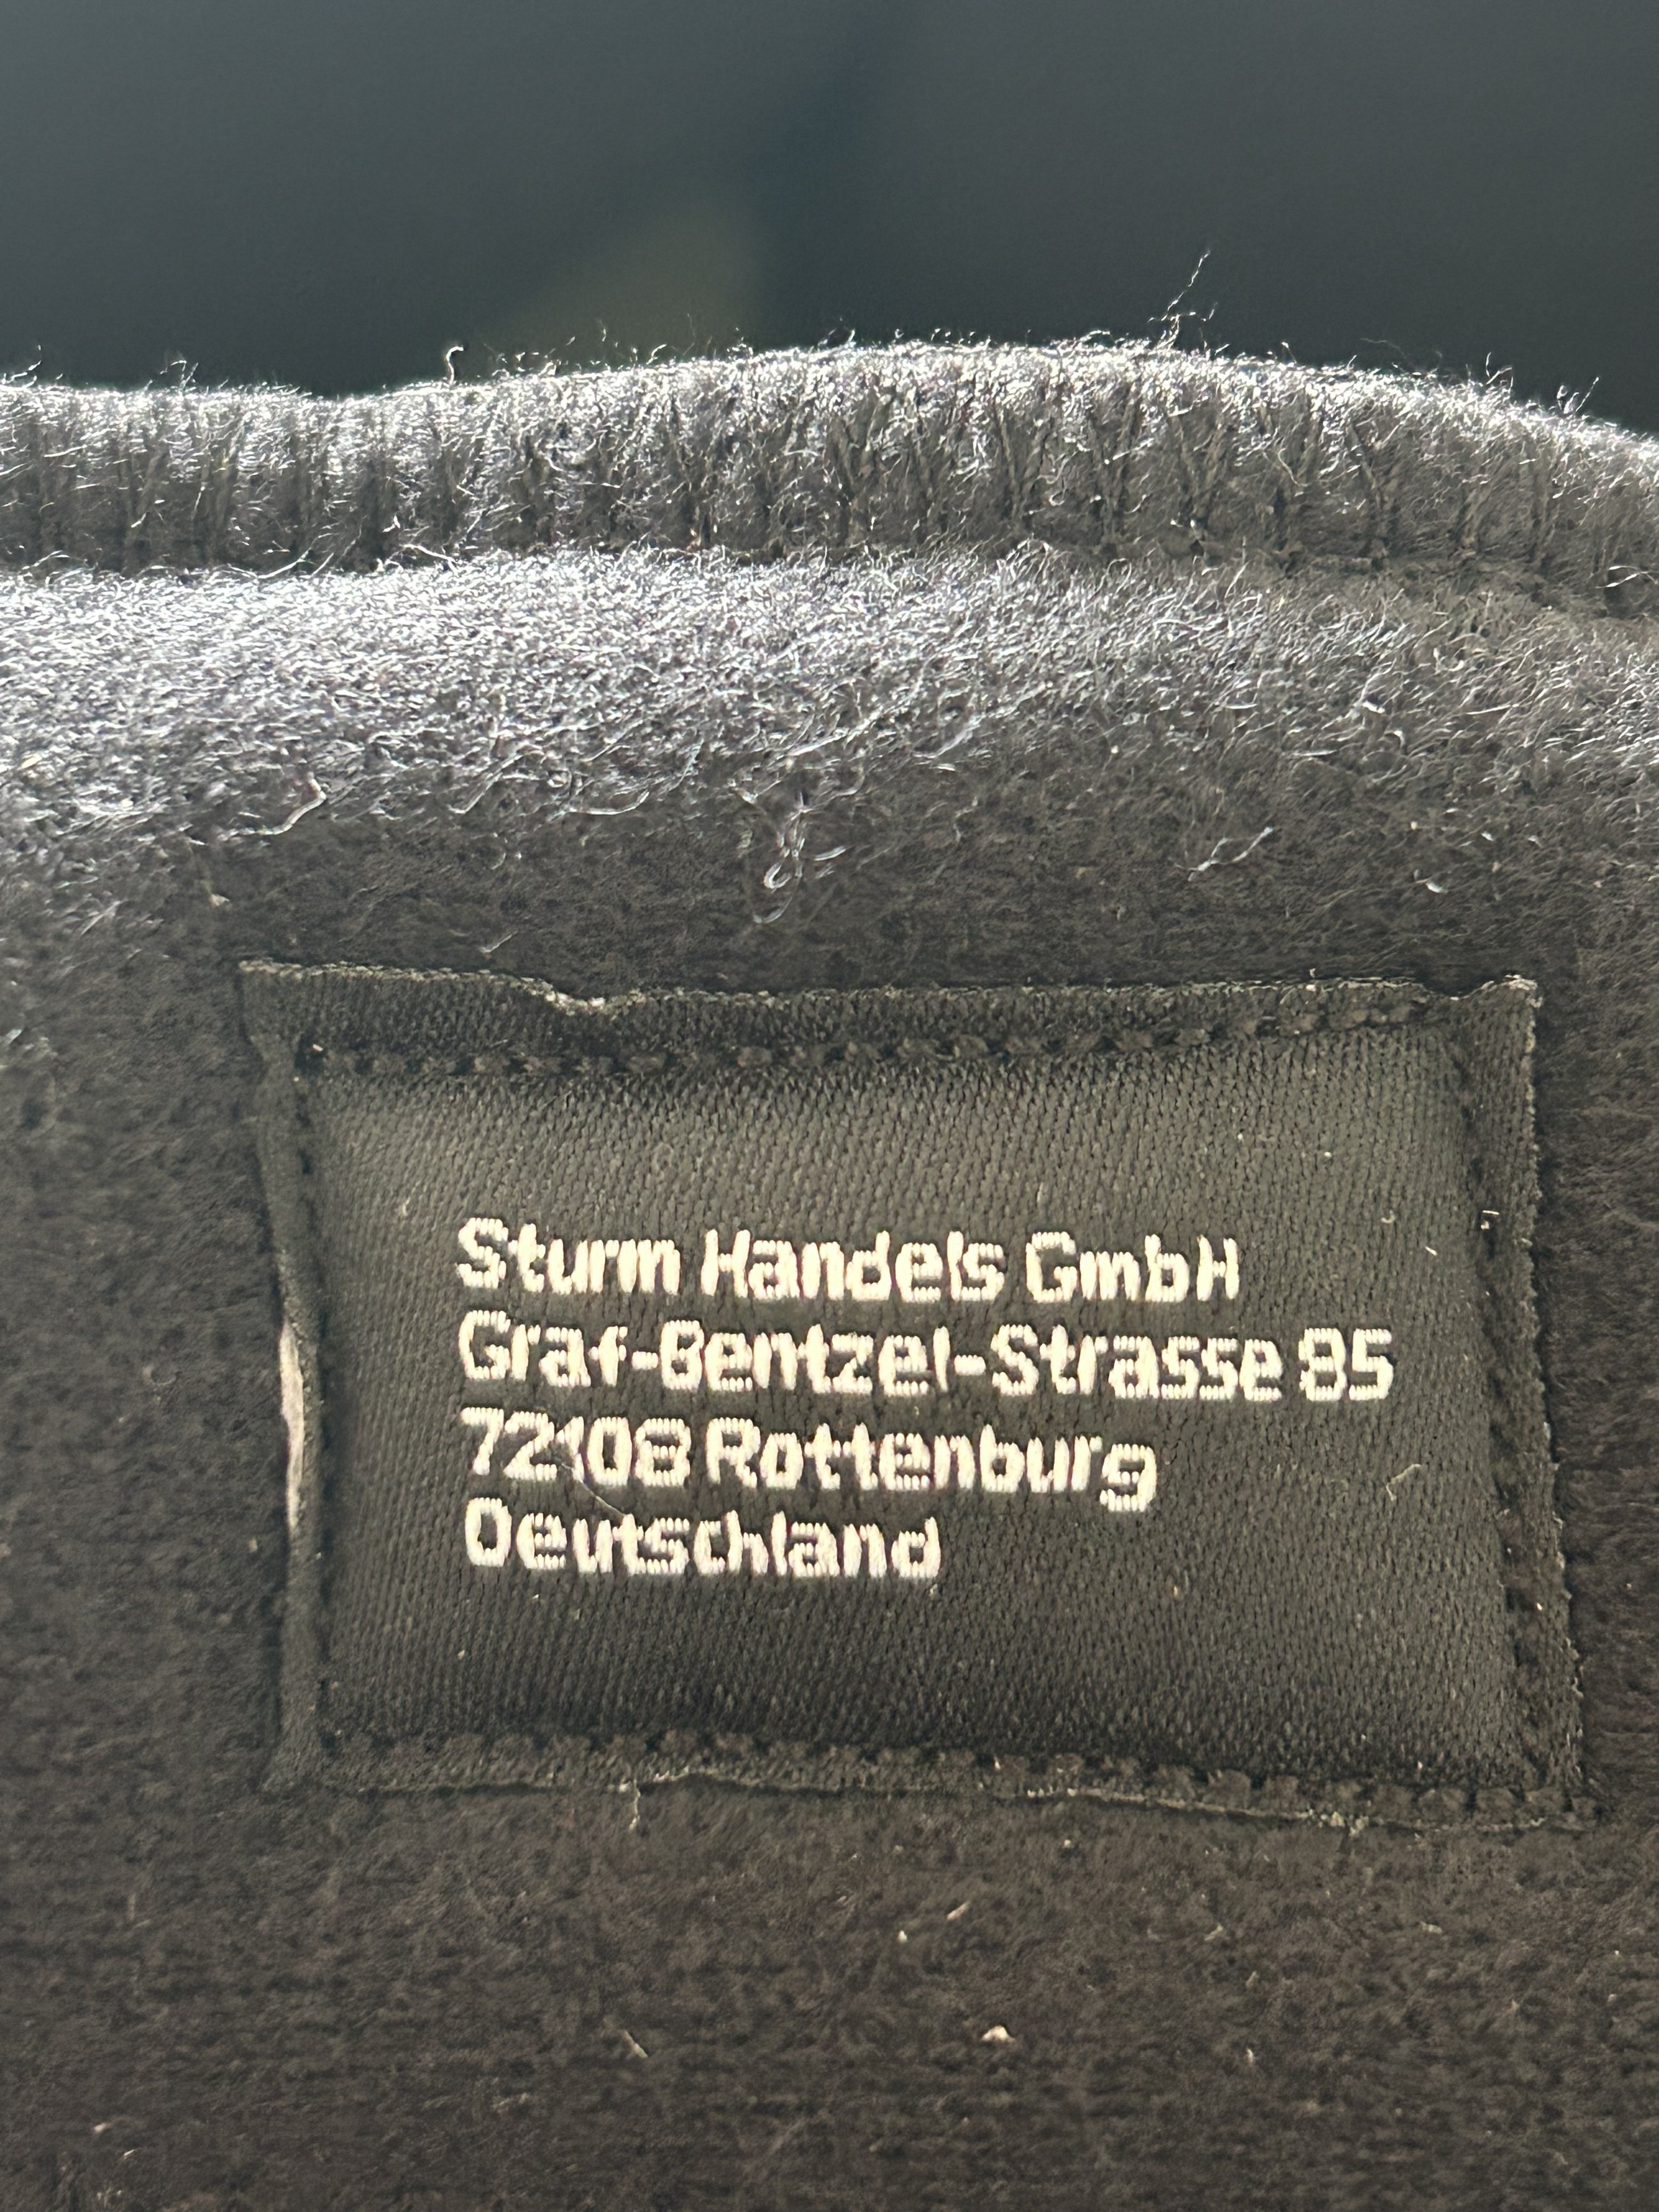 Sturm Handels GmbH
Graf-Bentzel-Strasse 85
72108 Rottenburg
Deutschland